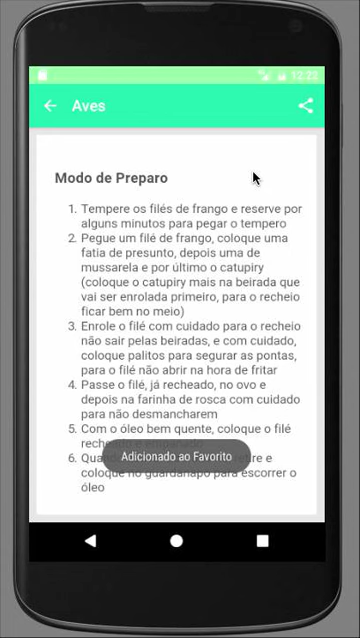 12:22
Aves
Modo de Preparo
1. Tempere os filés de frango e reserve por
alguns minutos para pegar o tempero
2. Pegue um filé de frango, coloque uma
fatia de presunto, depois uma de
mussarela e por último o catupiry
(coloque o catupiry mais na beirada que
vai ser enrolada primeiro, para o recheio
ficar bem no meio)
3. Enrole o filé com cuidado para o recheio
não sair pelas beiradas, e com cuidado,
coloque palitos para segurar as pontas,
para o filé não abrir na hora de fritar
4. Passe o filé, já recheado, no ovo e
depois na farinha de rosca com cuidado
para não desmancharem
5. Com o óleo bem quente, coloque o filé
recheado e empanado
6. retire e
Adicionado ao Favorito
coloque no guardanapo para escorrer o
óleo